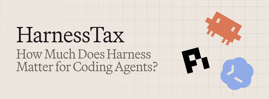 HarnessTax
How Much Does Harness
Matter for Coding Agents?